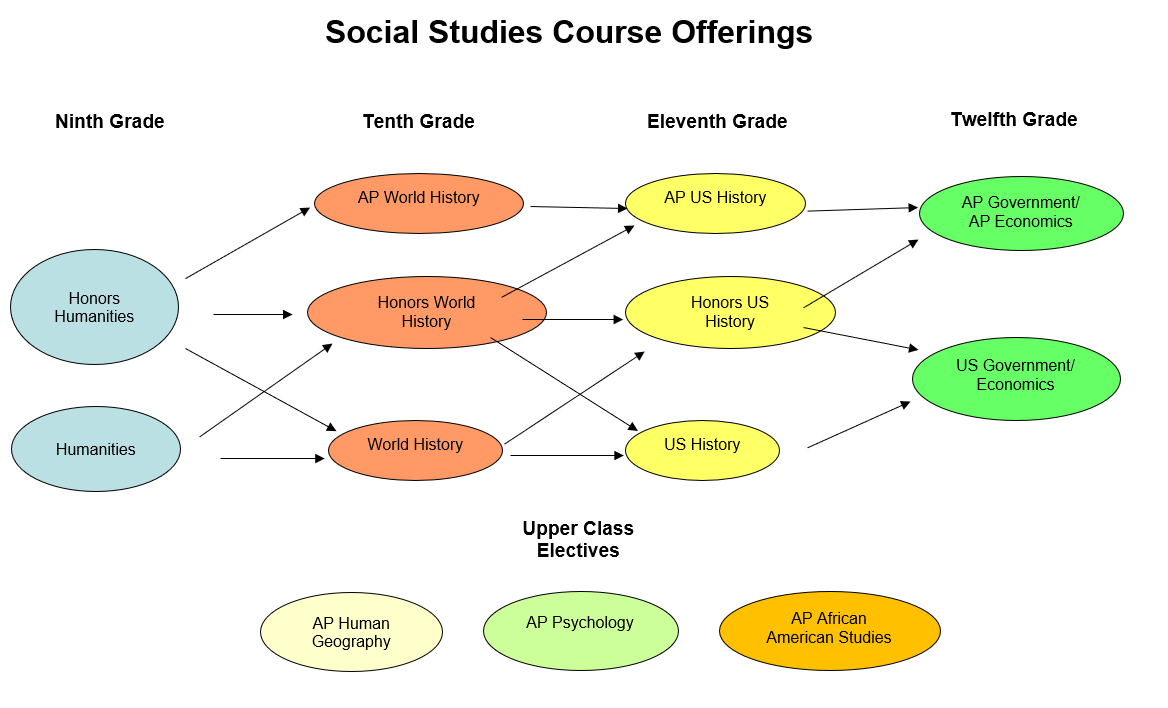 Social Studies Course Offerings
Ninth Grade
Tenth Grade
Eleventh Grade
Twelfth Grade
AP World History
AP US History
AP Government/
AP Economics
Honors
Humanities
Honors World
History
Honors US
History
US Government/
Economics
Humanities
World History
US History
Upper Class
Electives
AP Human
Geography
AP Psychology
AP African
American Studies